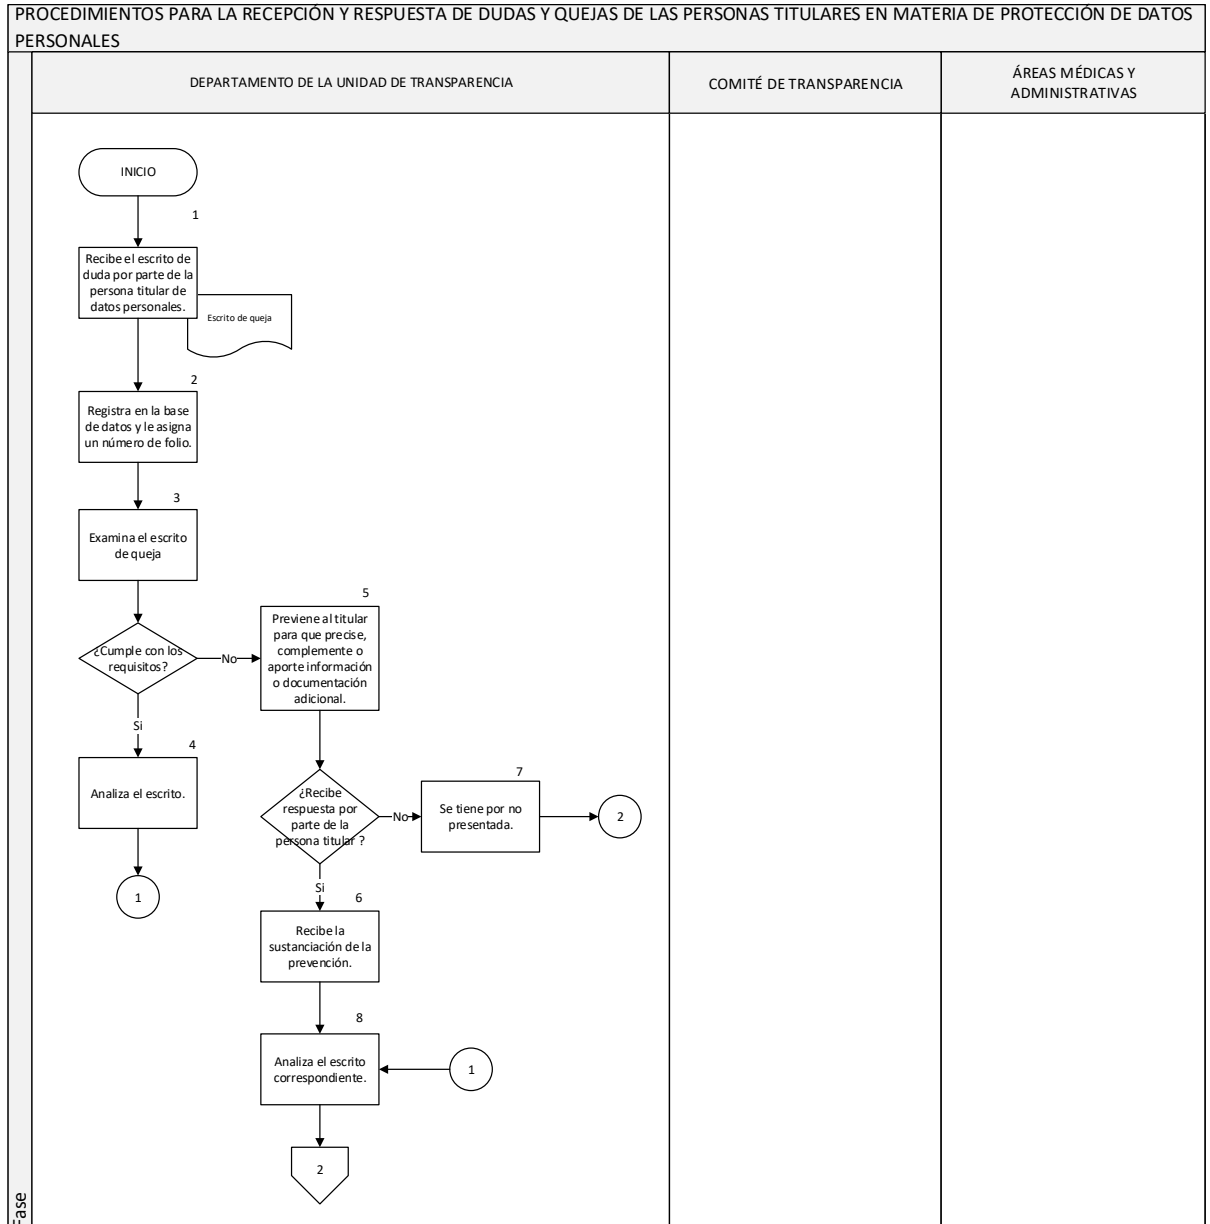 PROCEDIMIENTOS PARA LA RECEPCIÓN Y RESPUESTA DE DUDAS Y QUEJAS DE LAS PERSONAS TITULARES EN MATERIA DE PROTECCIÓN DE DATOS
PERSONALES
DEPARTAMENTO DE LA UNIDAD DE TRANSPARENCIA
COMITÉ DE TRANSPARENCIA
ÁREAS MÉDICAS Y
ADMINISTRATIVAS
INICIO
1
Recibe el escrito de
duda por parte de la
persona titular de
datos personales.
Escrito de queja
2
Registra en la base
de datos y le asigna
un número de folio.
3
Examina el escrito
de queja
¿Cumple con los
requisitos?
No
Si
4
Analiza el escrito.
1
5
Previene al titular
para que precise,
complemente o
aporte información
o documentación
adicional.
¿Recibe
respuesta por
parte de la
persona titular ?
No
7
Se tiene por no
presentada.
2
Si
6
Recibe la
sustanciación de la
prevención.
8
Analiza el escrito
correspondiente.
1
2
Fase